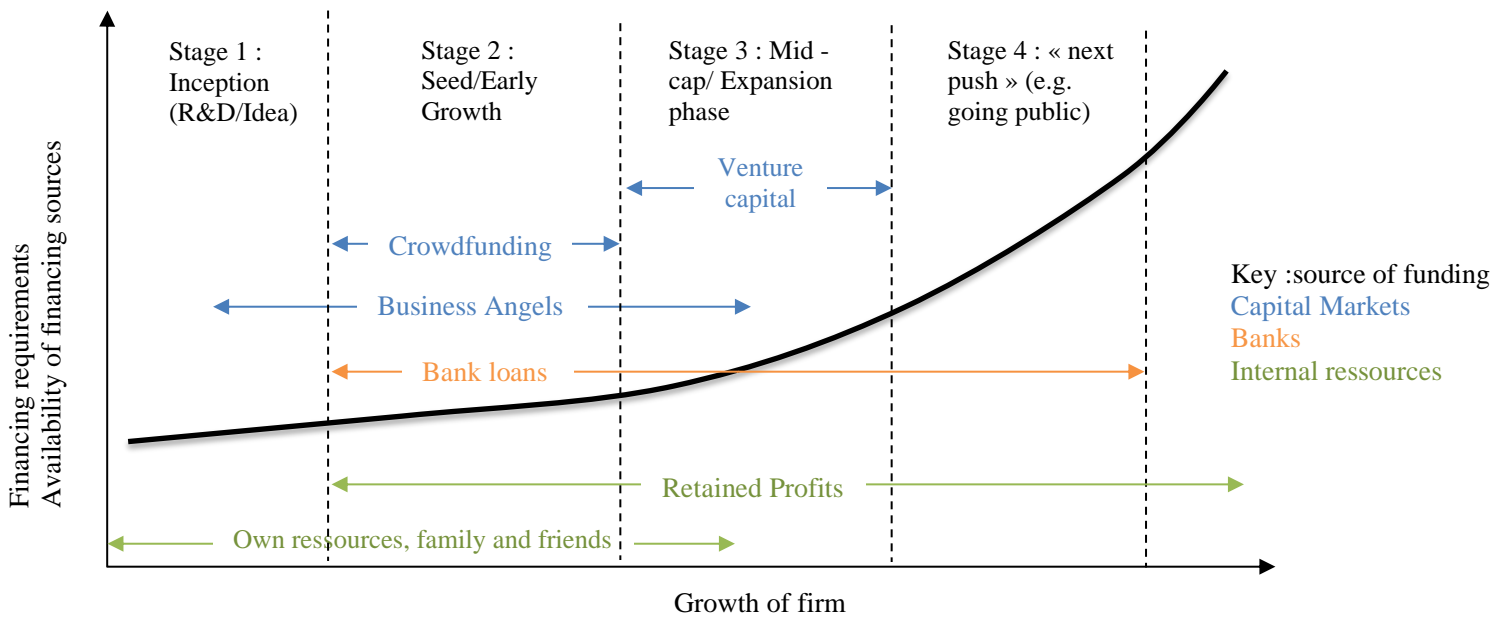 Stage 1 :
Inception
(R&D/Idea)
Stage 2 :
Seed/Early
Growth
Stage 3 : Mid -
cap/ Expansion
phase
Stage 4 : « next
push » (e.g.
going public)
Venture
capital
Crowdfunding
Business Angels
Bank loans
Retained Profits
Own ressources, family and friends
Financing requirements
Availability of financing sources
Growth of firm
Key :source of funding
Capital Markets
Banks
Internal ressources